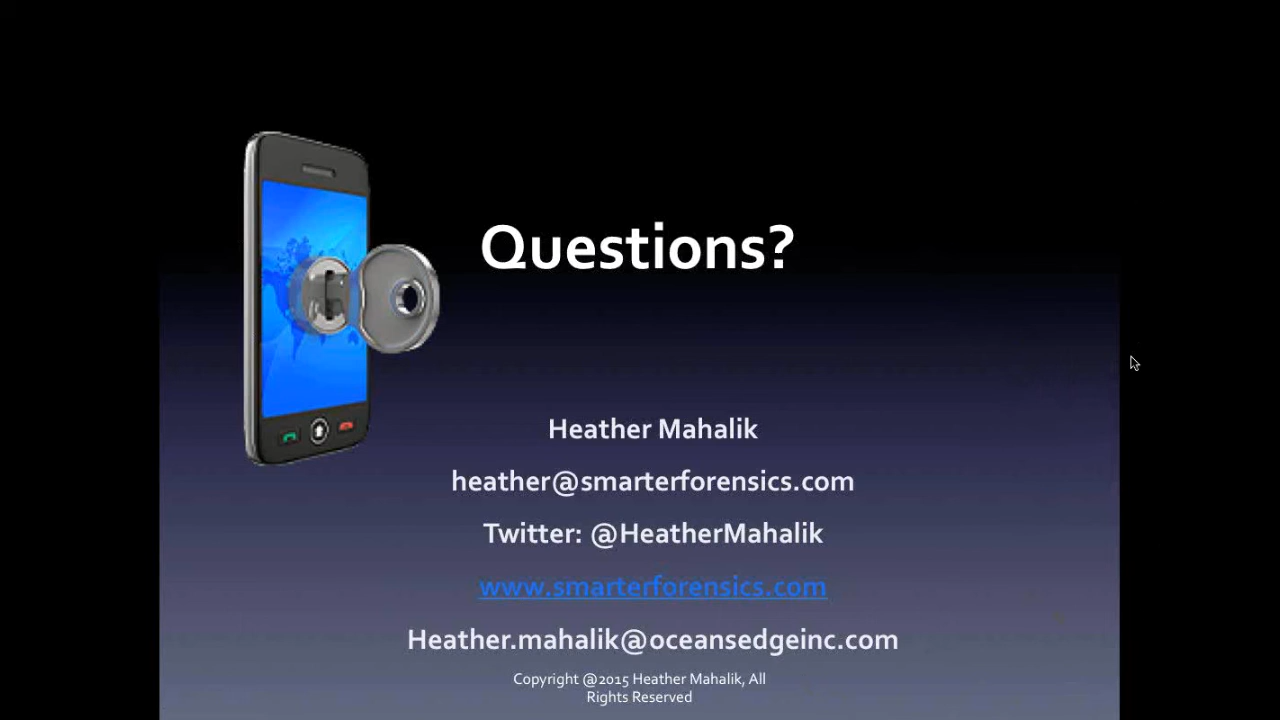 Questions?
Heather Mahalik
heather@smarterforensics.com
Twitter: @HeatherMahalik
www.smarterforensics.com
Heather.mahalik@oceansedgeinc.com
Copyright @2015 Heather Mahalik, All
Rights Reserved